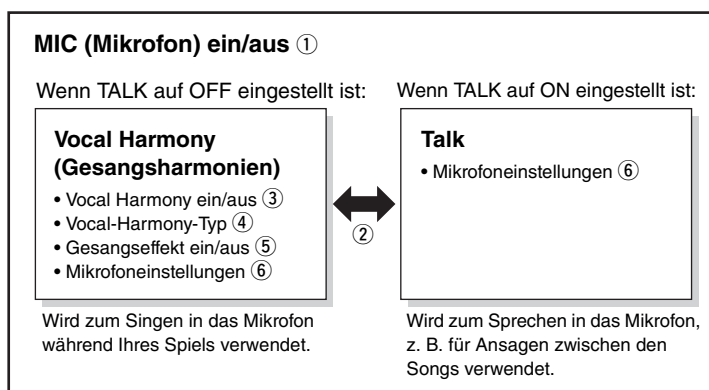 MIC (Mikrofon) ein/aus ①
Wenn TALK auf OFF eingestellt ist:
Vocal Harmony
(Gesangsharmonien)
• Vocal Harmony ein/aus ③
• Vocal-Harmony-Typ ④
• Gesangseffekt ein/aus ⑤
• Mikrofoneinstellungen ⑥
Wird zum Singen in das Mikrofon
während Ihres Spiels verwendet.
②
Wenn TALK auf ON eingestellt ist:
Talk
• Mikrofoneinstellungen ⑥
Wird zum Sprechen in das Mikrofon,
z. B. für Ansagen zwischen den
Songs verwendet.